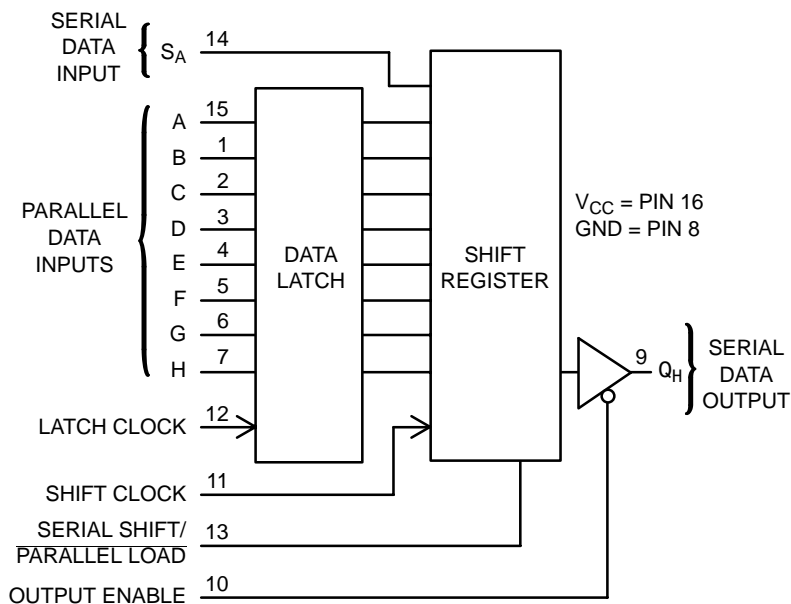 SERIAL
DATA
INPUT
SA
14
PARALLEL
DATA
INPUTS
A 15
B 1
C 2
D 3
E 4
F 5
G 6
H 7
DATA
LATCH
SHIFT
REGISTER
VCC = PIN 16
GND = PIN 8
9
QH
SERIAL
DATA
OUTPUT
LATCH CLOCK 12
SHIFT CLOCK 11
SERIAL SHIFT/
PARALLEL LOAD
13
OUTPUT ENABLE 10